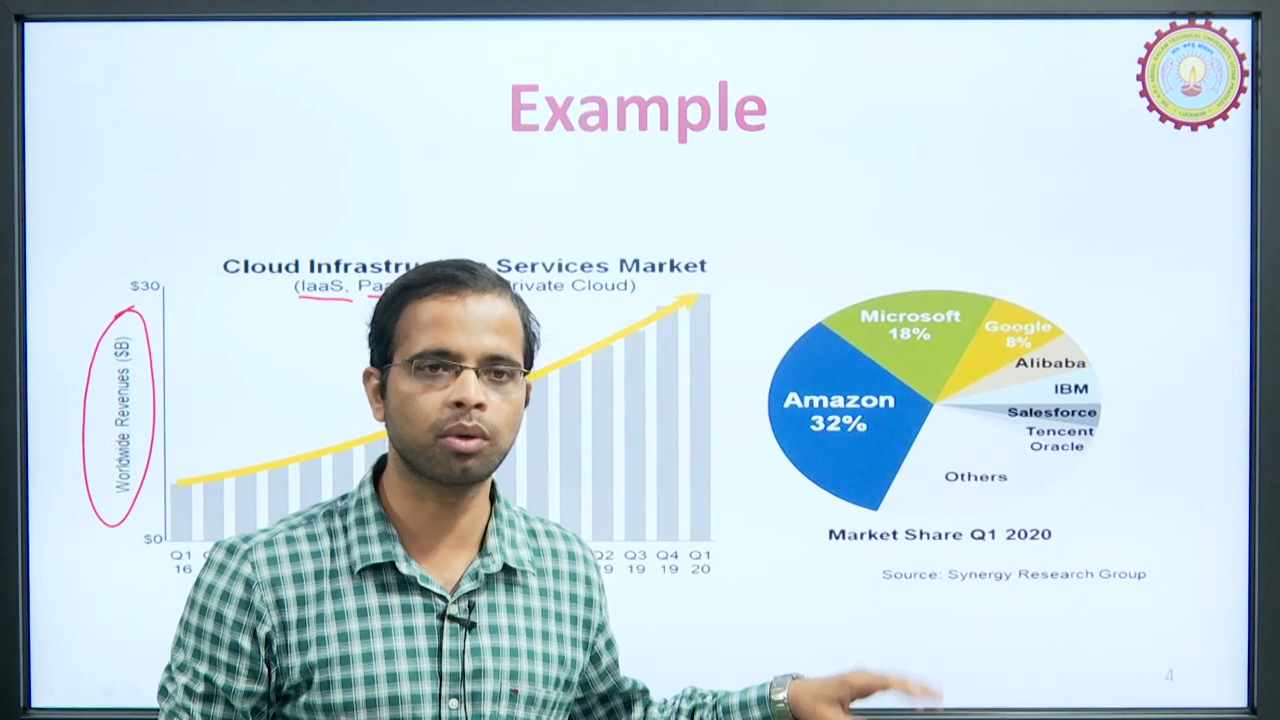 Example
Cloud Infrastru Services Market
(IaaS, Paa rivate Cloud)
$30
Worldwide Revenues ($B)
$0
Q1 Q2 Q3 Q4 Q1
16 9 19 19 20
Microsoft
18%
Google
8%
Alibaba
Amazon
32%
IBM
Salesforce
Tencent
Oracle
Others
Market Share Q1 2020
Source: Synergy Research Group
4